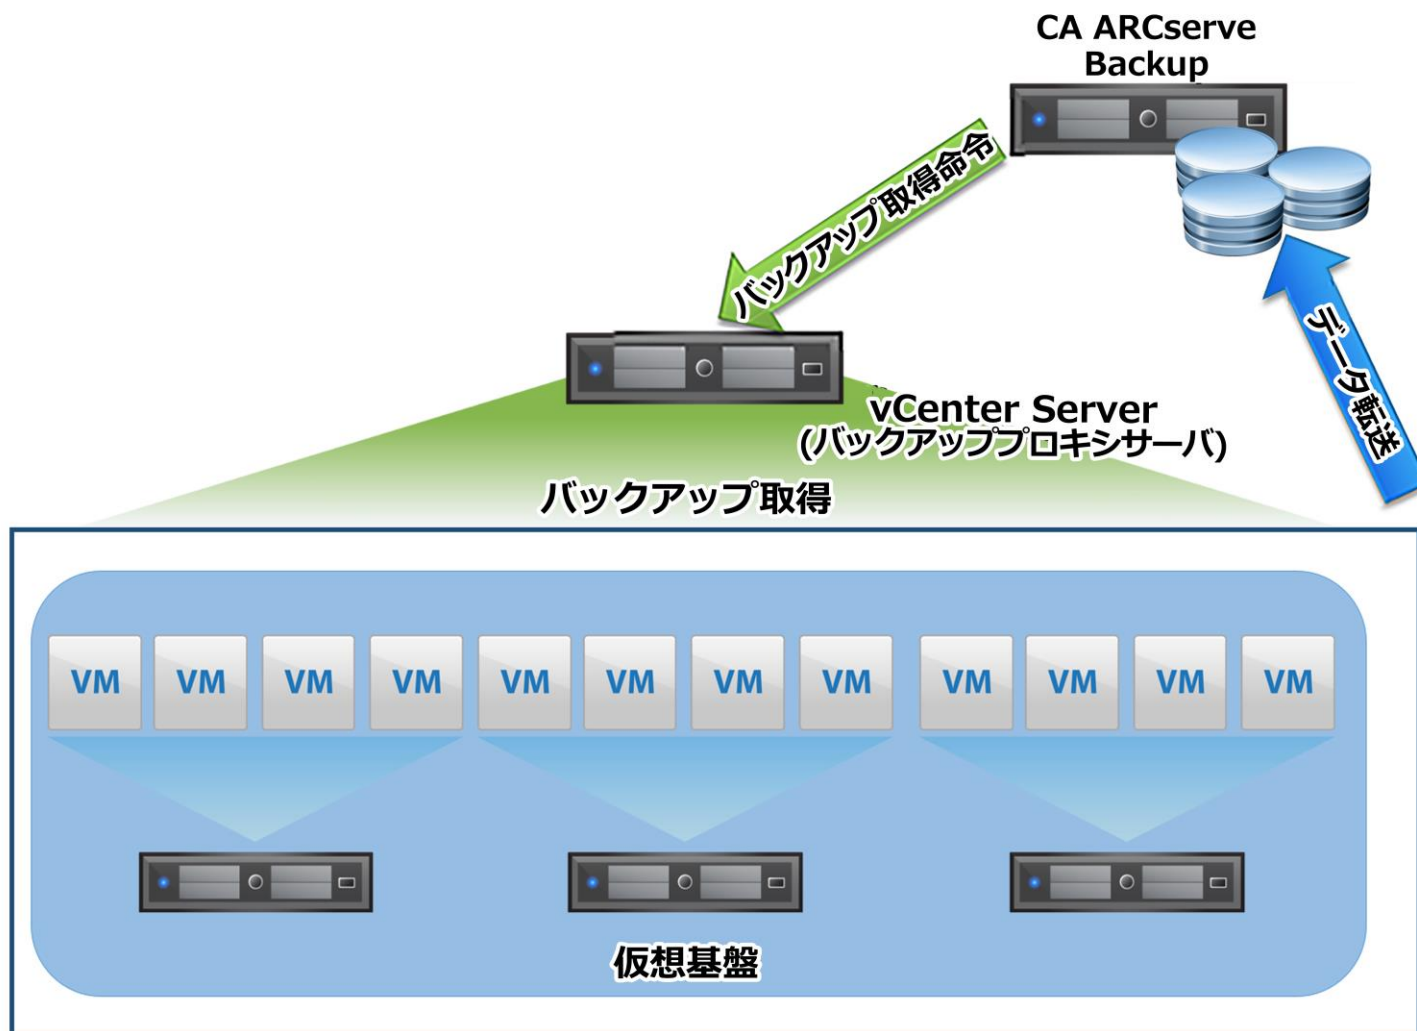 CA ARCserve
Backup
バックアップ取得命令
データ転送
vCenter Server
(バックアッププロキシサーバ)
バックアップ取得
VM VM VM VM VM VM VM VM VM VM VM VM
仮想基盤